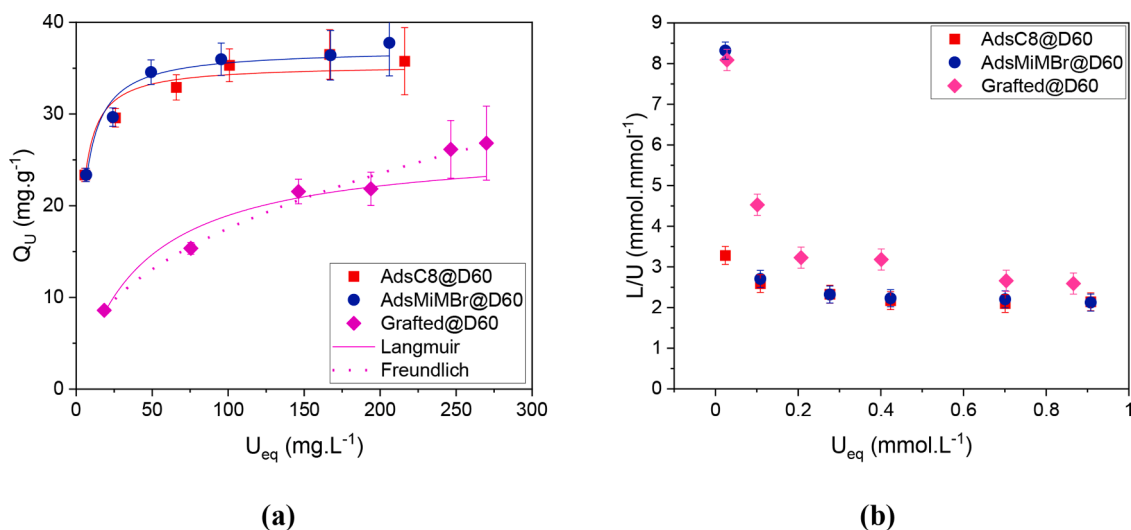 40
30
20
10
0
Q_U (mg.g⁻¹)
0 50 100 150 200 250 300
U_eq (mg.L⁻¹)
AdsC8@D60
AdsMiMBr@D60
Grafted@D60
Langmuir
Freundlich
(a)
9
8
7
6
5
4
3
2
1
0
L/U (mmol.mmol⁻¹)
0 0.2 0.4 0.6 0.8 1
U_eq (mmol.L⁻¹)
AdsC8@D60
AdsMiMBr@D60
Grafted@D60
(b)